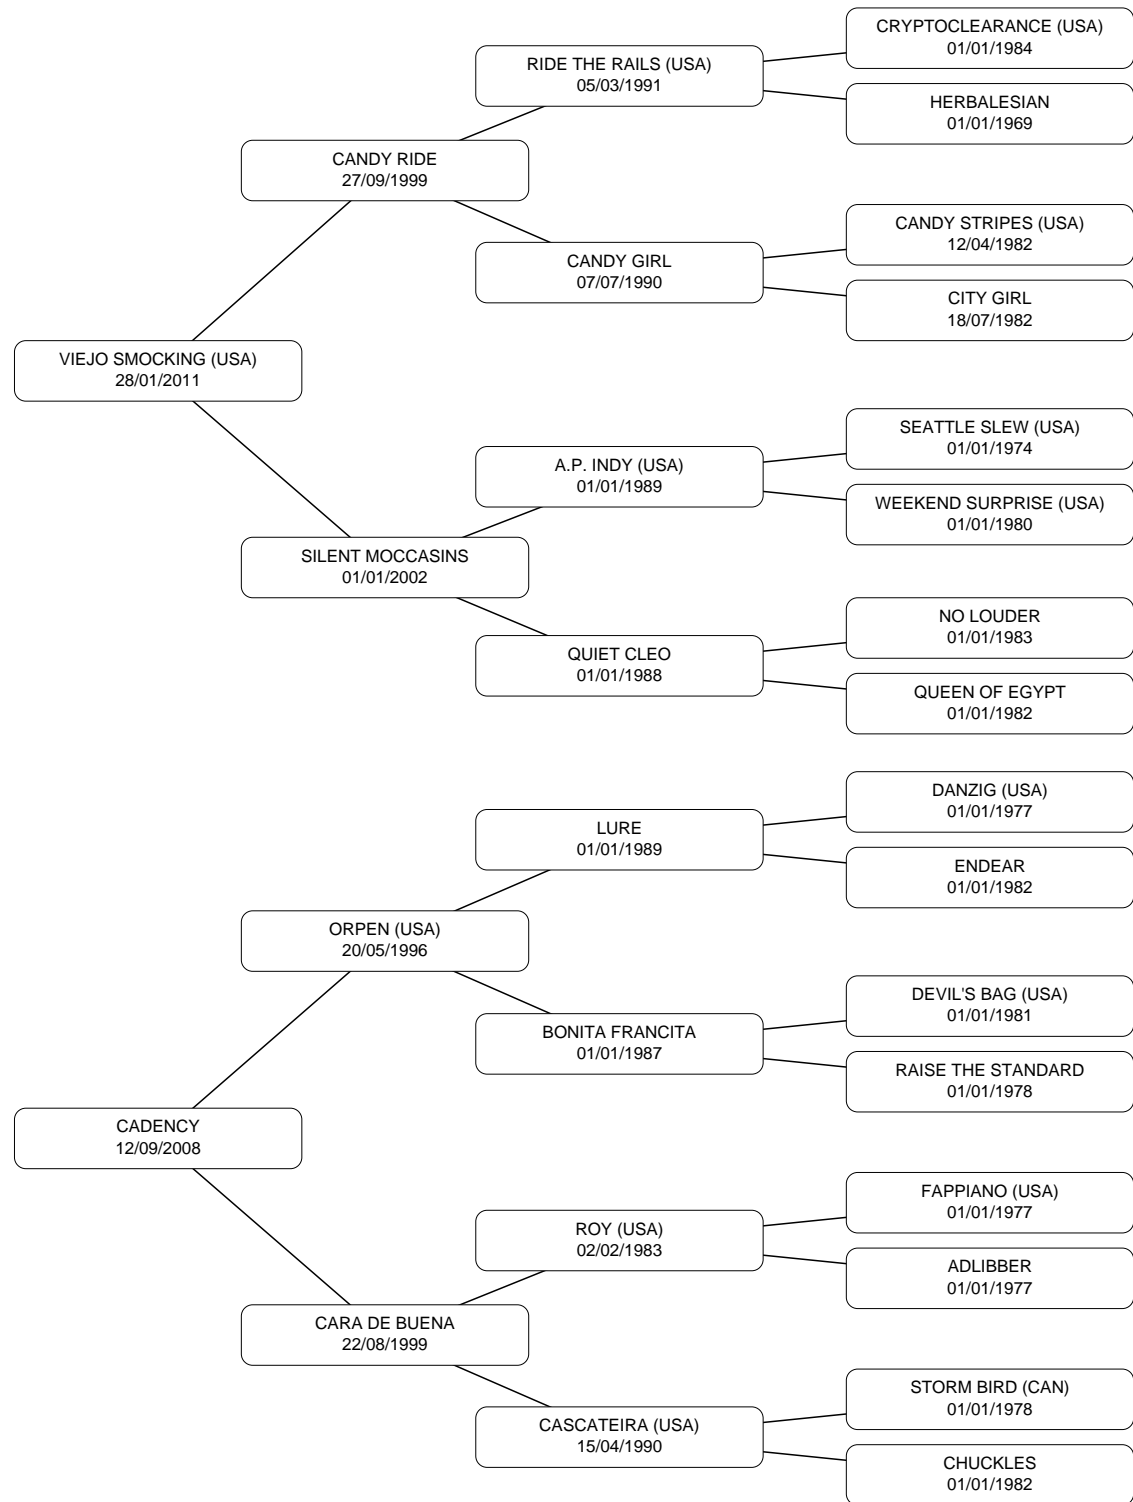 CRYPTOCLEARANCE (USA)
01/01/1984
RIDE THE RAILS (USA)
05/03/1991
HERBALESIAN
01/01/1969
CANDY RIDE
27/09/1999
CANDY STRIPES (USA)
12/04/1982
CANDY GIRL
07/07/1990
CITY GIRL
18/07/1982
VIEJO SMOCKING (USA)
28/01/2011
SEATTLE SLEW (USA)
01/01/1974
A.P. INDY (USA)
01/01/1989
WEEKEND SURPRISE (USA)
01/01/1980
SILENT MOCCASINS
01/01/2002
NO LOUDER
01/01/1983
QUIET CLEO
01/01/1988
QUEEN OF EGYPT
01/01/1982
DANZIG (USA)
01/01/1977
LURE
01/01/1989
ENDEAR
01/01/1982
ORPEN (USA)
20/05/1996
DEVIL'S BAG (USA)
01/01/1981
BONITA FRANCITA
01/01/1987
RAISE THE STANDARD
01/01/1978
CADENCY
12/09/2008
FAPPIANO (USA)
01/01/1977
ROY (USA)
02/02/1983
ADLIBBER
01/01/1977
CARA DE BUENA
22/08/1999
STORM BIRD (CAN)
01/01/1978
CASCATEIRA (USA)
15/04/1990
CHUCKLES
01/01/1982